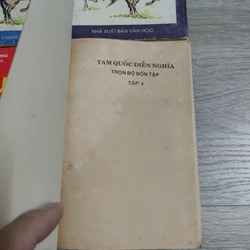 NHÀ XUẤT BẢN VĂN HỌC
TAM QUỐC DIỄN NGHĨA
TRỌN BỘ BỐN TẬP
TẬP 4